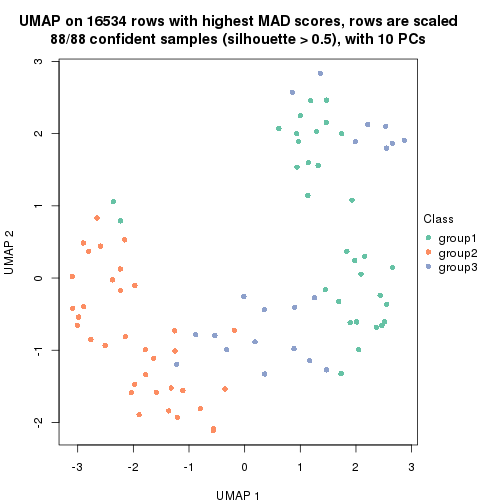 UMAP on 16534 rows with highest MAD scores, rows are scaled
88/88 confident samples (silhouette > 0.5), with 10 PCs
3
2
1
0
-1
-2
UMAP 2
Class
group1
group2
group3
-3 -2 -1 0 1 2 3
UMAP 1